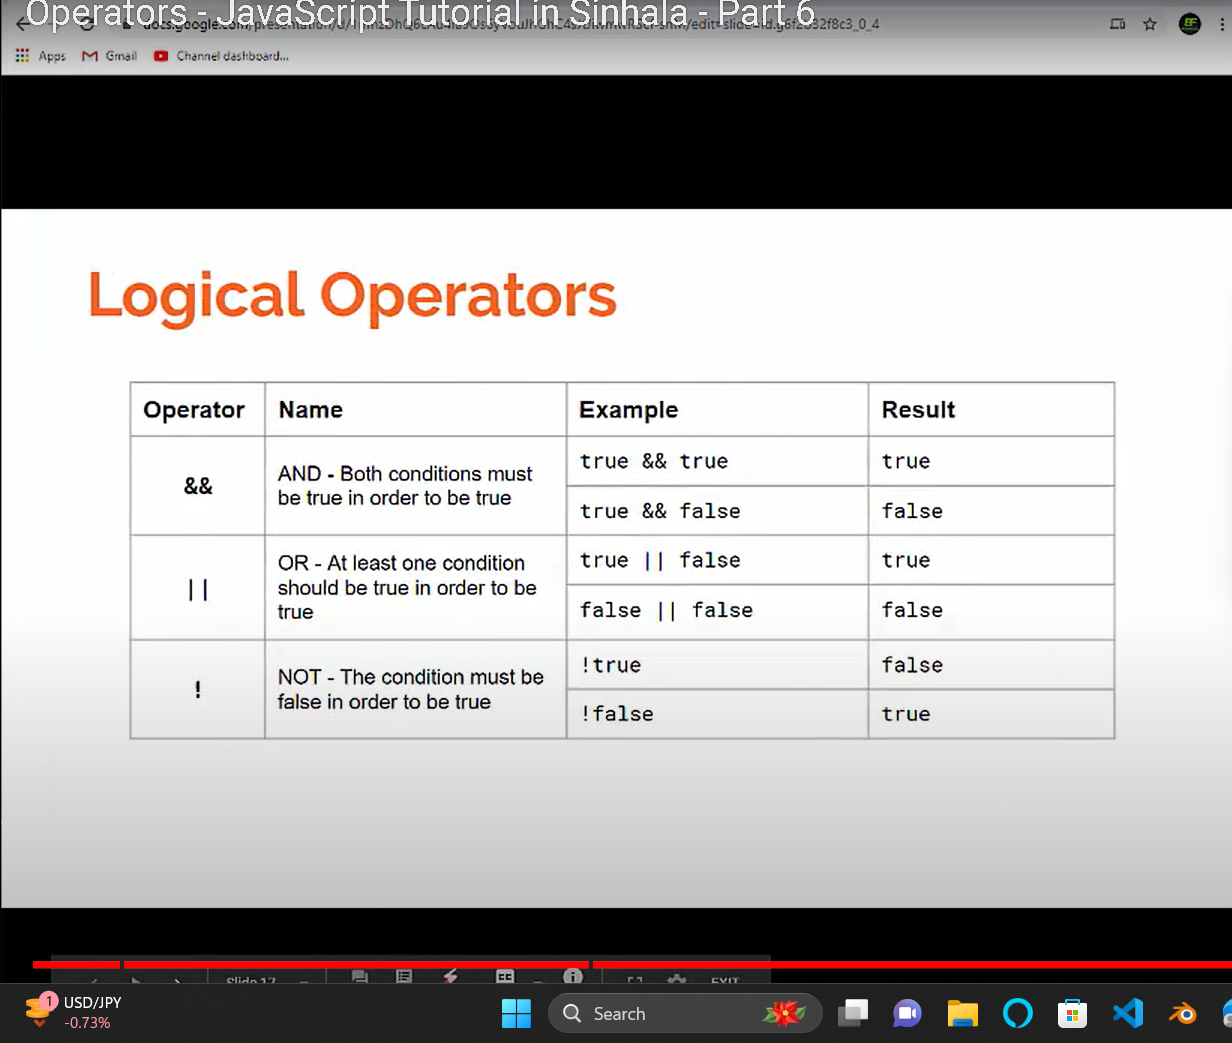 Operators - JavaScript Tutorial in Sinhala - Part 6
Apps Gmail Channel dashboard...
Logical Operators
Operator Name Example Result
&& AND - Both conditions must
be true in order to be true
true && true true
true && false false
|| OR - At least one condition
should be true in order to be
true
true || false true
false || false false
! NOT - The condition must be
false in order to be true
!true false
!false true
Slide 17 EXIT
1 USD/JPY
-0.73%
Search